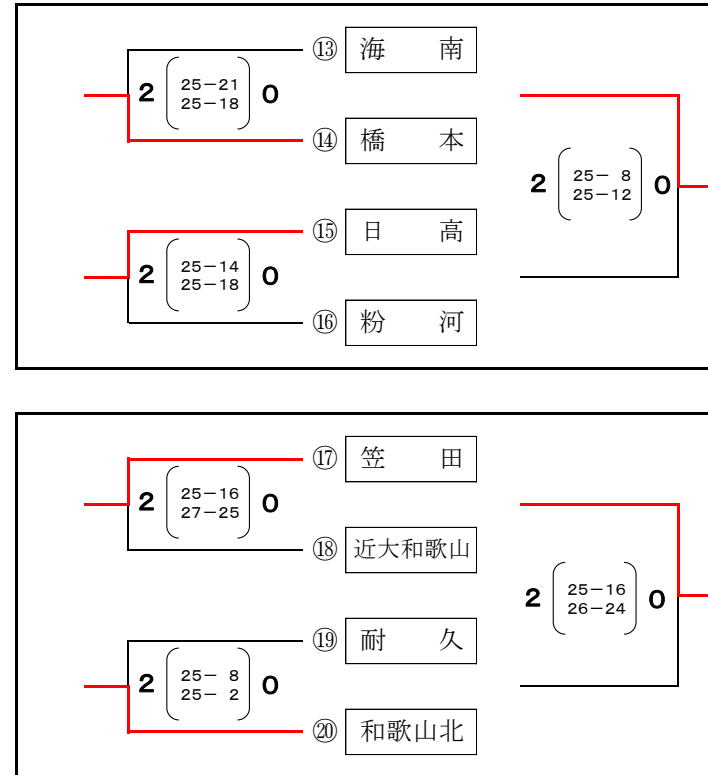 ⑬ 海 南
2 25-21 0
25-18
⑭ 橋 本
2 25- 8 0
25-12
⑮ 日 高
2 25-14 0
25-18
⑯ 粉 河
⑰ 笠 田
2 25-16 0
27-25
⑱ 近大和歌山
2 25-16 0
26-24
⑲ 耐 久
2 25- 8 0
25- 2
⑳ 和歌山北